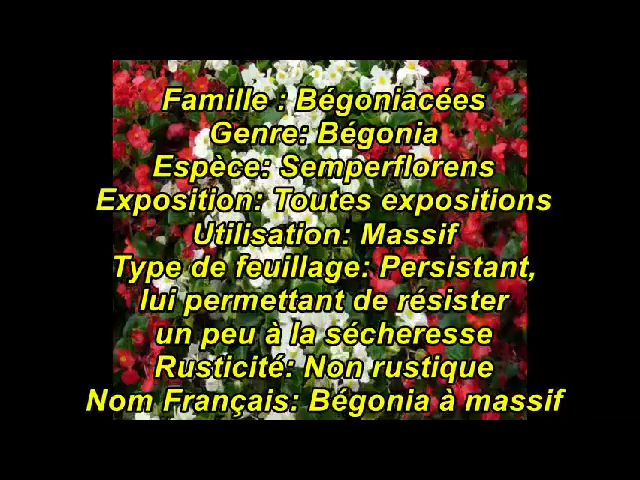 Famille : Bégoniacées
Genre: Bégonia
Espèce: Semperflorens
Exposition: Toutes expositions
Utilisation: Massif
Type de feuillage: Persistant,
lui permettant de résister
un peu à la sécheresse
Rusticité: Non rustique
Nom Français: Bégonia à massif